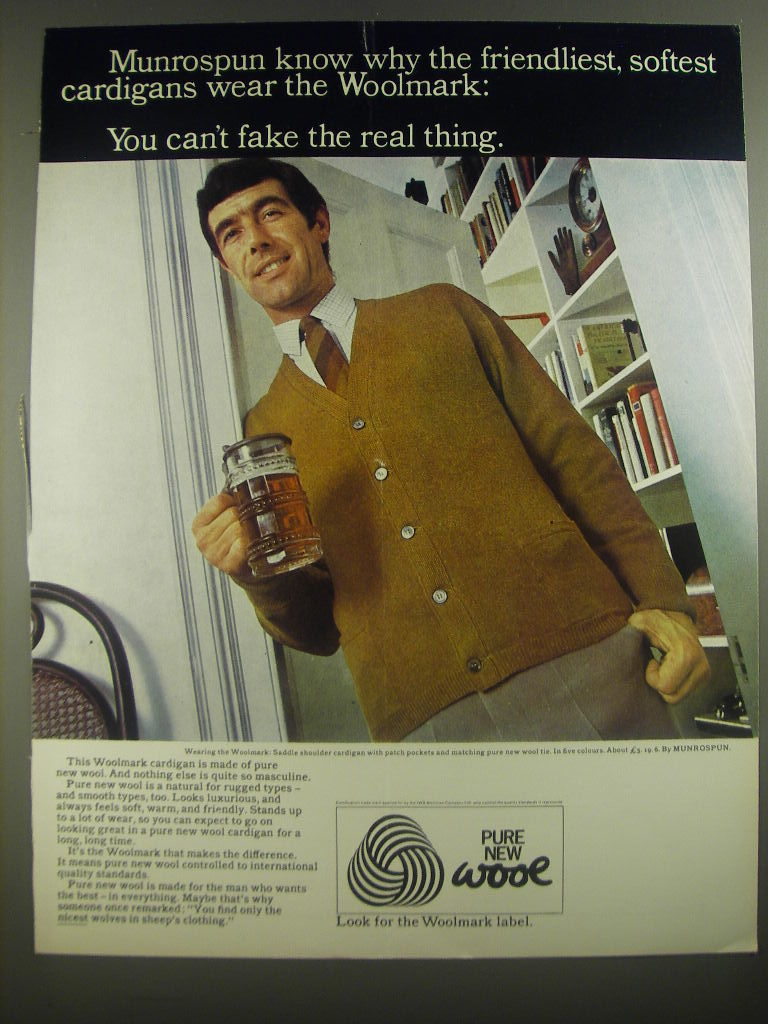 Munrospun know why the friendliest, softest
cardigans wear the Woolmark:
You can't fake the real thing.
Wearing the Woolmark: Saddle shoulder cardigan with patch pockets and matching pure new wool tie. In five colours. About £5. 19. 6. By MUNROSPUN.
This Woolmark cardigan is made of pure
new wool. And nothing else is quite so masculine.
Pure new wool is a natural for rugged types –
and smooth types, too. Looks luxurious, and
always feels soft, warm, and friendly. Stands up
to a lot of wear, so you can expect to go on
looking great in a pure new wool cardigan for a
long, long time.
It's the Woolmark that makes the difference.
It means pure new wool controlled to international
quality standards.
Pure new wool is made for the man who wants
the best – in everything. Maybe that's why
someone once remarked: "You find only the
nicest wolves in sheep's clothing."
PURE
NEW
wool
Look for the Woolmark label.